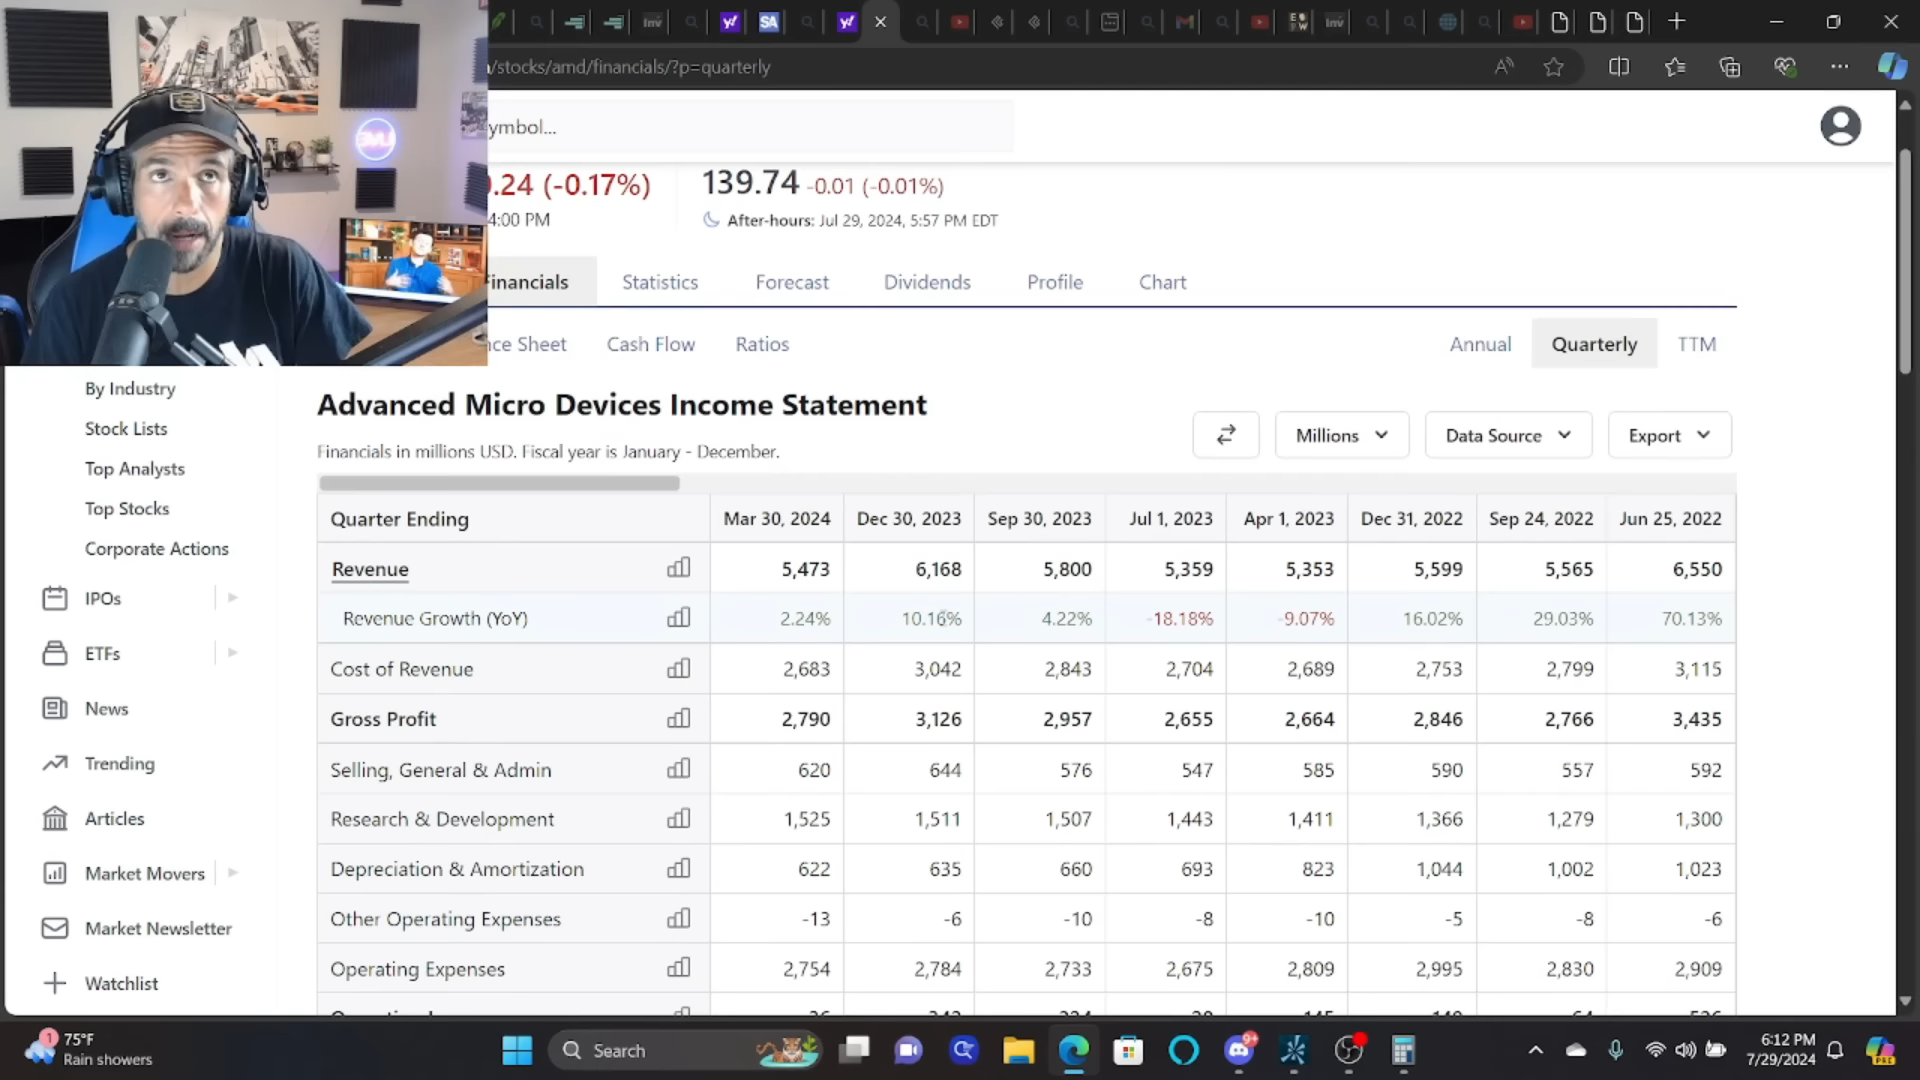 /stocks/amd/financials/?p=quarterly
ymbol...
.24 (-0.17%)
4:00 PM
139.74 -0.01 (-0.01%)
After-hours: Jul 29, 2024, 5:57 PM EDT
inancials Statistics Forecast Dividends Profile Chart
nce Sheet Cash Flow Ratios Annual Quarterly TTM
By Industry
Stock Lists
Top Analysts
Top Stocks
Corporate Actions
IPOs
ETFs
News
Trending
Articles
Market Movers
Market Newsletter
Watchlist
Advanced Micro Devices Income Statement
Financials in millions USD. Fiscal year is January - December.
Millions Data Source Export
Quarter Ending Mar 30, 2024 Dec 30, 2023 Sep 30, 2023 Jul 1, 2023 Apr 1, 2023 Dec 31, 2022 Sep 24, 2022 Jun 25, 2022
Revenue 5,473 6,168 5,800 5,359 5,353 5,599 5,565 6,550
Revenue Growth (YoY) 2.24% 10.16% 4.22% -18.18% -9.07% 16.02% 29.03% 70.13%
Cost of Revenue 2,683 3,042 2,843 2,704 2,689 2,753 2,799 3,115
Gross Profit 2,790 3,126 2,957 2,655 2,664 2,846 2,766 3,435
Selling, General & Admin 620 644 576 547 585 590 557 592
Research & Development 1,525 1,511 1,507 1,443 1,411 1,366 1,279 1,300
Depreciation & Amortization 622 635 660 693 823 1,044 1,002 1,023
Other Operating Expenses -13 -6 -10 -8 -10 -5 -8 -6
Operating Expenses 2,754 2,784 2,733 2,675 2,809 2,995 2,830 2,909
75°F
Rain showers
Search
6:12 PM
7/29/2024